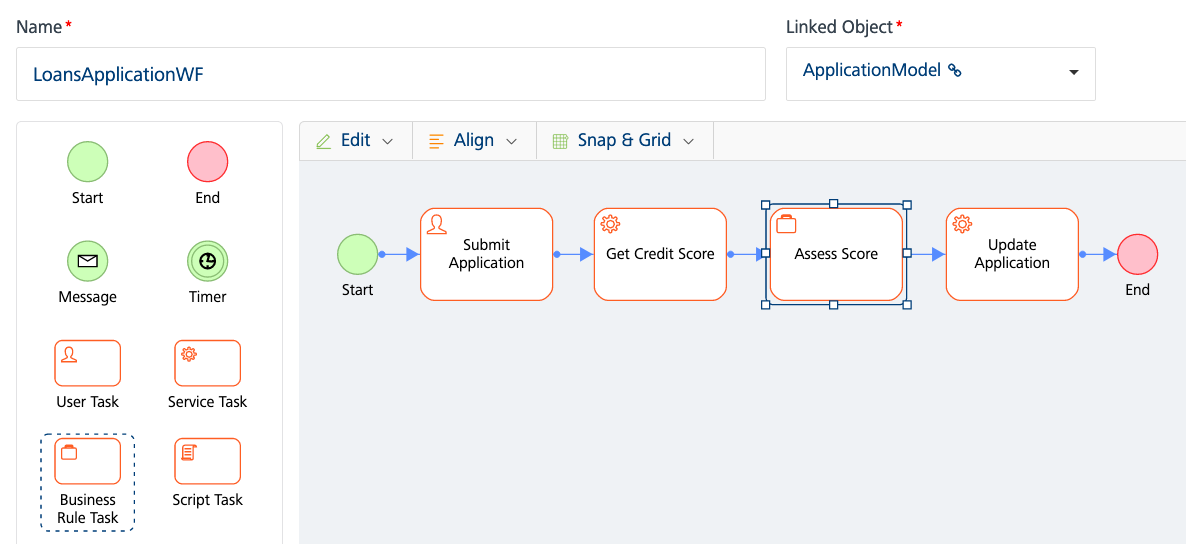 Name*
Linked Object*
LoansApplicationWF
ApplicationModel
Edit
Align
Snap & Grid
Start
End
Message
Timer
User Task
Service Task
Business
Rule Task
Script Task
Start
Submit
Application
Get Credit Score
Assess Score
Update
Application
End